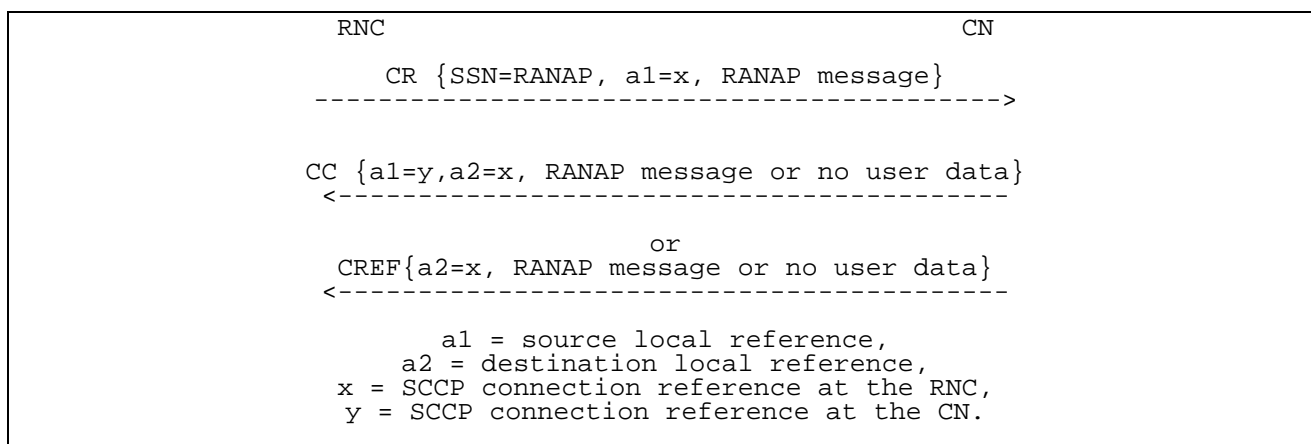 RNC CN
CR {SSN=RANAP, a1=x, RANAP message}
------------------------------------------->
CC {a1=y,a2=x, RANAP message or no user data}
<------------------------------------------
or
CREF{a2=x, RANAP message or no user data}
<------------------------------------------
a1 = source local reference,
a2 = destination local reference,
x = SCCP connection reference at the RNC,
y = SCCP connection reference at the CN.